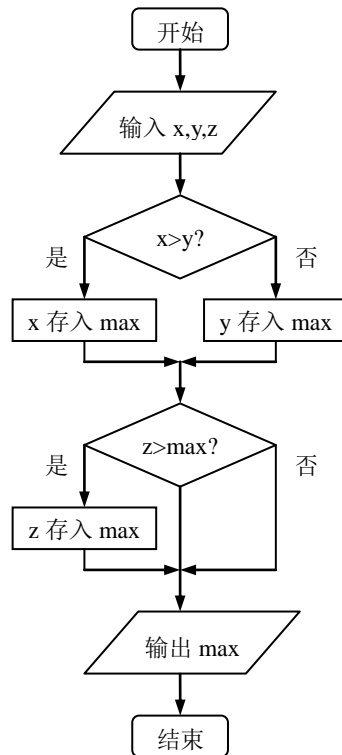 开始
输入 x,y,z
x>y?
是
否
x 存入 max
y 存入 max
z>max?
是
否
z 存入 max
输出 max
结束